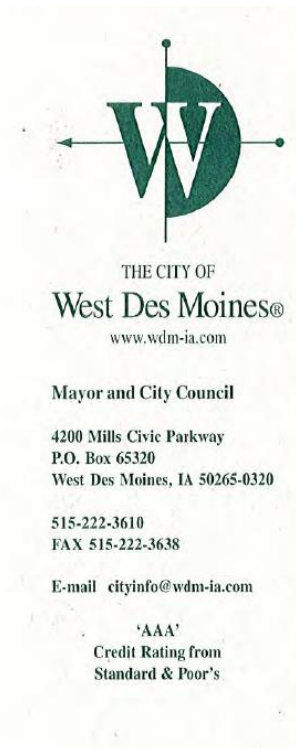 W
THE CITY OF
West Des Moines®
www.wdm-ia.com
Mayor and City Council
4200 Mills Civic Parkway
P.O. Box 65320
West Des Moines, IA 50265-0320
515-222-3610
FAX 515-222-3638
E-mail cityinfo@wdm-ia.com
'AAA'
Credit Rating from
Standard & Poor's